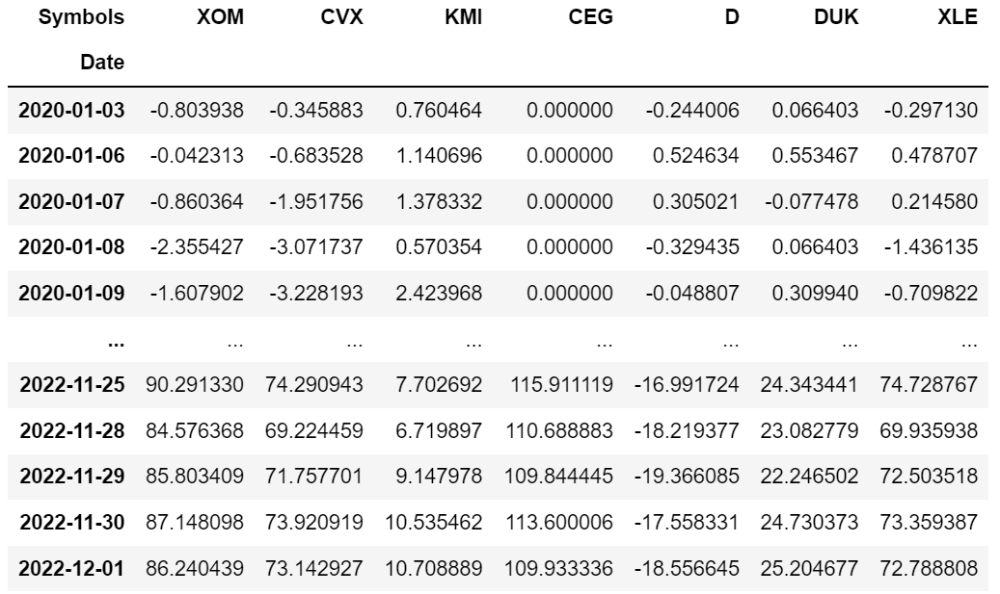 Symbols XOM CVX KMI CEG D DUK XLE
Date
2020-01-03 -0.803938 -0.345883 0.760464 0.000000 -0.244006 0.066403 -0.297130
2020-01-06 -0.042313 -0.683528 1.140696 0.000000 0.524634 0.553467 0.478707
2020-01-07 -0.860364 -1.951756 1.378332 0.000000 0.305021 -0.077478 0.214580
2020-01-08 -2.355427 -3.071737 0.570354 0.000000 -0.329435 0.066403 -1.436135
2020-01-09 -1.607902 -3.228193 2.423968 0.000000 -0.048807 0.309940 -0.709822
... ... ... ... ... ... ... ...
2022-11-25 90.291330 74.290943 7.702692 115.911119 -16.991724 24.343441 74.728767
2022-11-28 84.576368 69.224459 6.719897 110.688883 -18.219377 23.082779 69.935938
2022-11-29 85.803409 71.757701 9.147978 109.844445 -19.366085 22.246502 72.503518
2022-11-30 87.148098 73.920919 10.535462 113.600006 -17.558331 24.730373 73.359387
2022-12-01 86.240439 73.142927 10.708889 109.933336 -18.556645 25.204677 72.788808